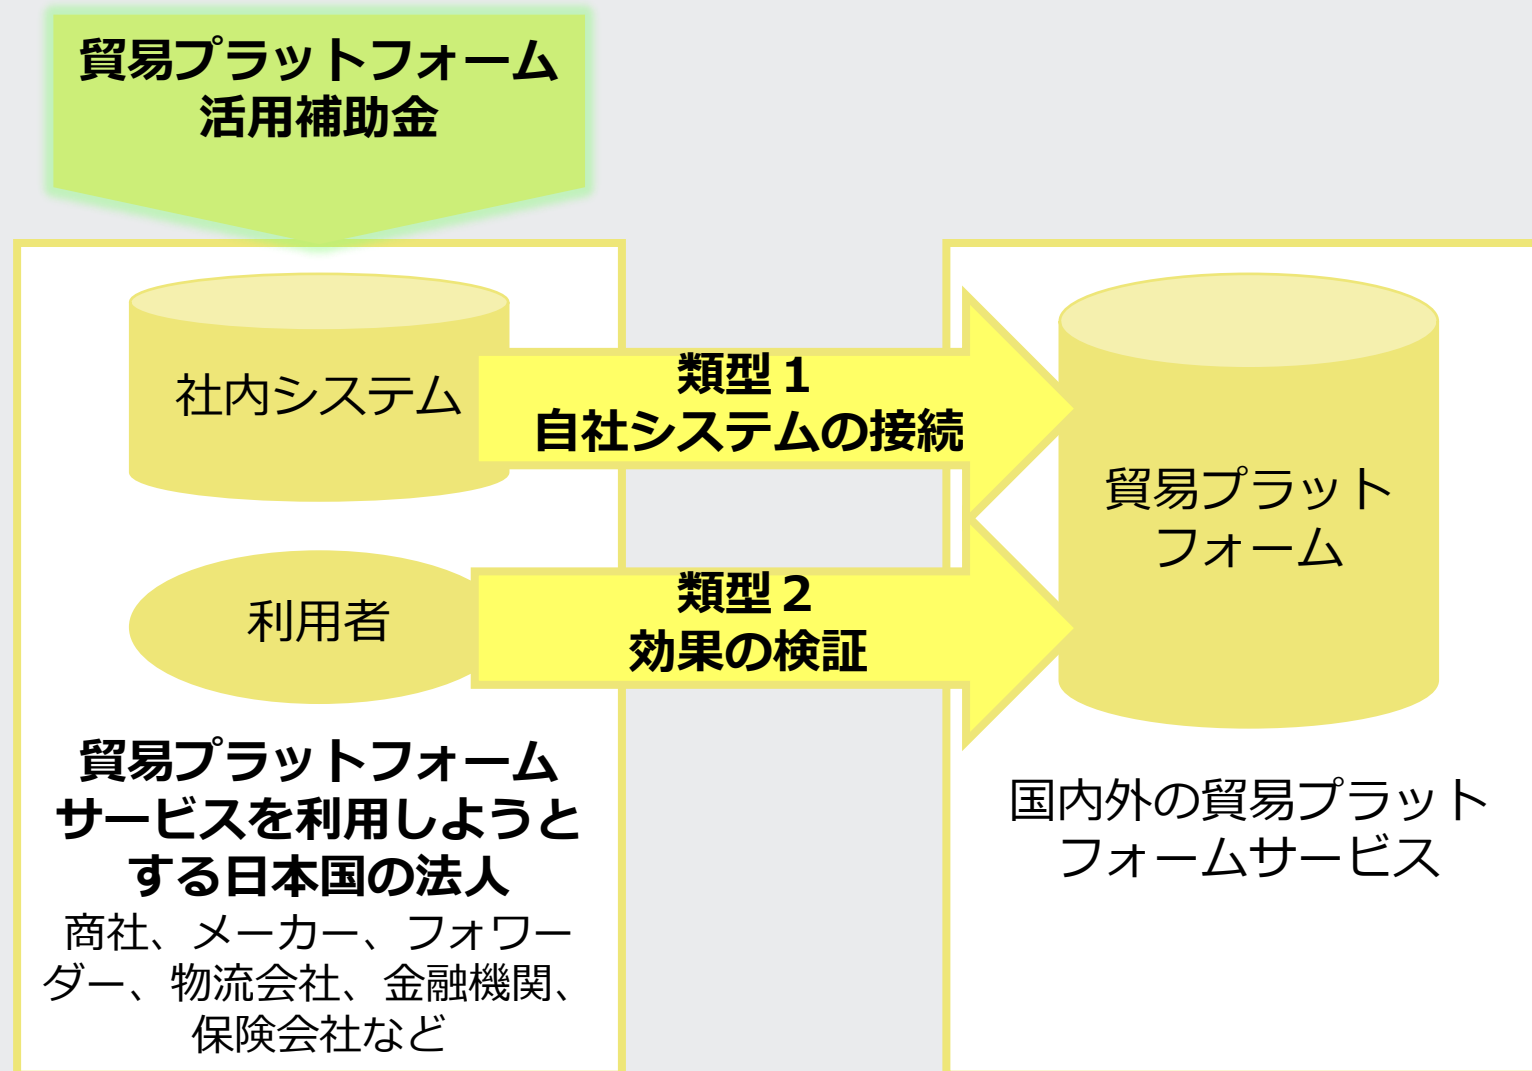 貿易プラットフォーム
活用補助金
社内システム
類型１
自社システムの接続
利用者
類型２
効果の検証
貿易プラットフォーム
サービスを利用しようと
する日本国の法人
商社、メーカー、フォワー
ダー、物流会社、金融機関、
保険会社など
貿易プラット
フォーム
国内外の貿易プラット
フォームサービス